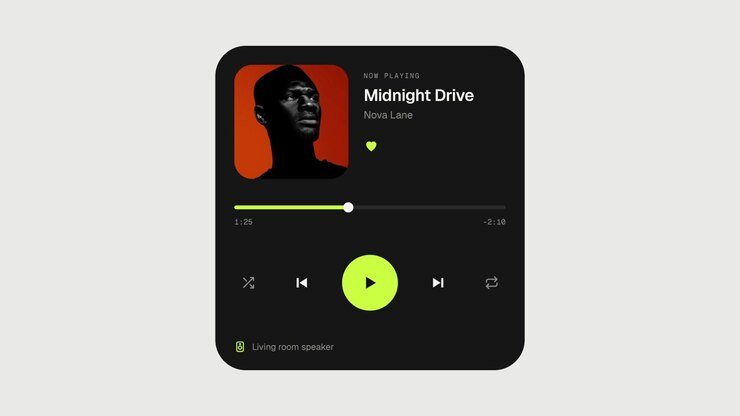 NOW PLAYING
Midnight Drive
Nova Lane
1:25
-2:10
Living room speaker